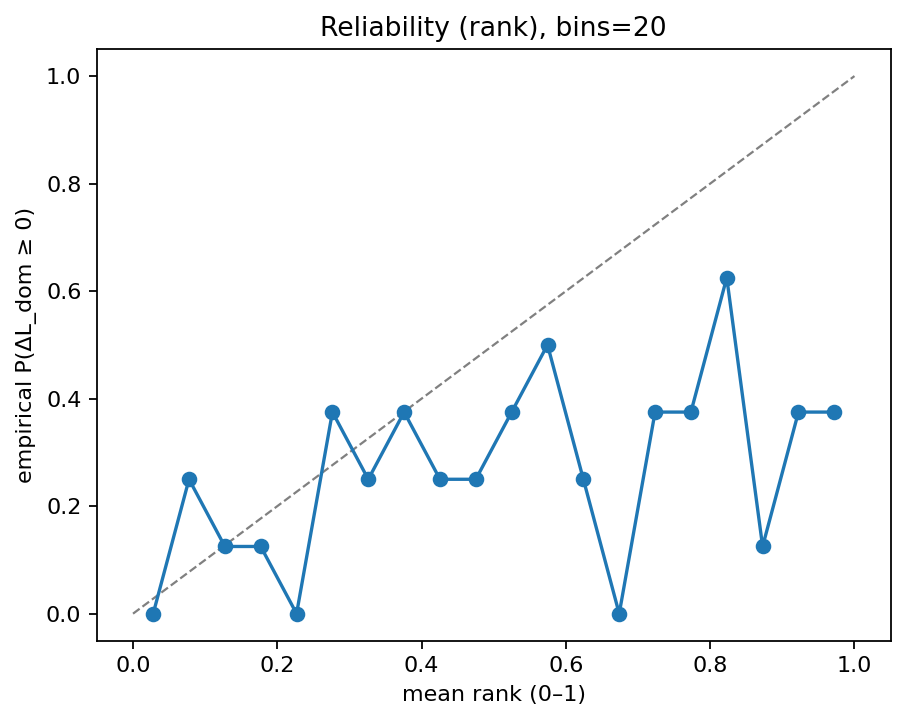 Reliability (rank), bins=20
1.0
0.8
0.6
0.4
0.2
0.0
empirical P(ΔL_dom ≥ 0)
0.0 0.2 0.4 0.6 0.8 1.0
mean rank (0–1)